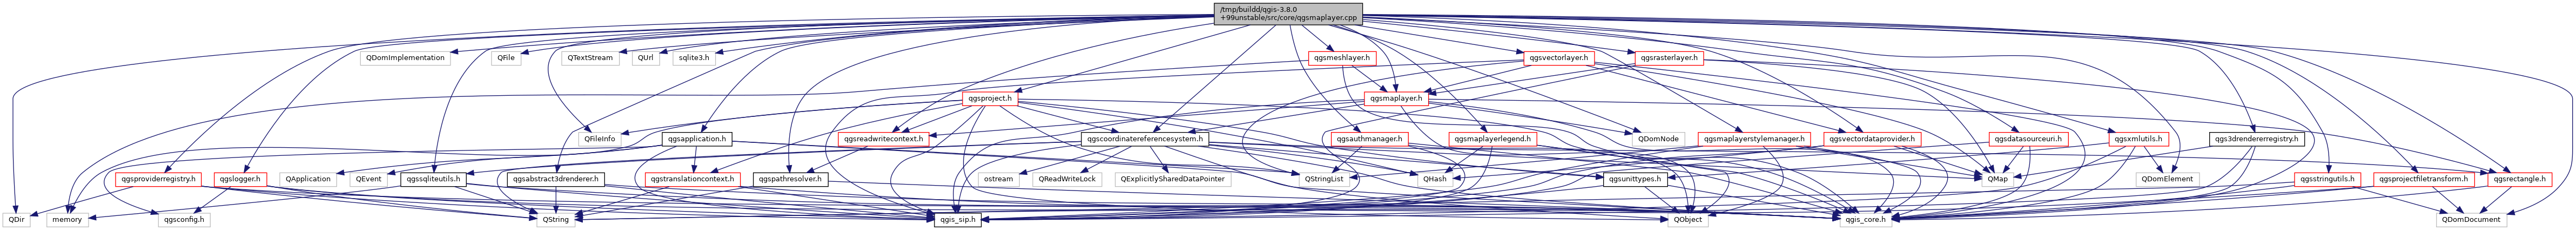 /tmp/buildd/qgis-3.8.0
+99unstable/src/core/qgsmaplayer.cpp
QDomImplementation
QFile
QTextStream
QUrl
sqlite3.h
qgsmeshlayer.h
qgsvectorlayer.h
qgsrasterlayer.h
qgsproject.h
qgsmaplayer.h
QFileInfo
qgsapplication.h
qgsreadwritecontext.h
qgscoordinatereferencesystem.h
qgsauthmanager.h
qgsmaplayerlegend.h
QDomNode
qgsmaplayerstylemanager.h
qgsvectordataprovider.h
qgsdatasourceuri.h
qgsxmlutils.h
qgs3drendererregistry.h
qgsproviderregistry.h
qgslogger.h
QApplication
QEvent
qgssqliteutils.h
qgsabstract3drenderer.h
qgstranslationcontext.h
qgspathresolver.h
ostream
QReadWriteLock
QExplicitlySharedDataPointer
QStringList
QHash
qgsunittypes.h
QMap
QDomElement
qgsstringutils.h
qgsprojectfiletransform.h
qgsrectangle.h
QDir
memory
qgsconfig.h
QString
qgis_sip.h
QObject
qgis_core.h
QDomDocument